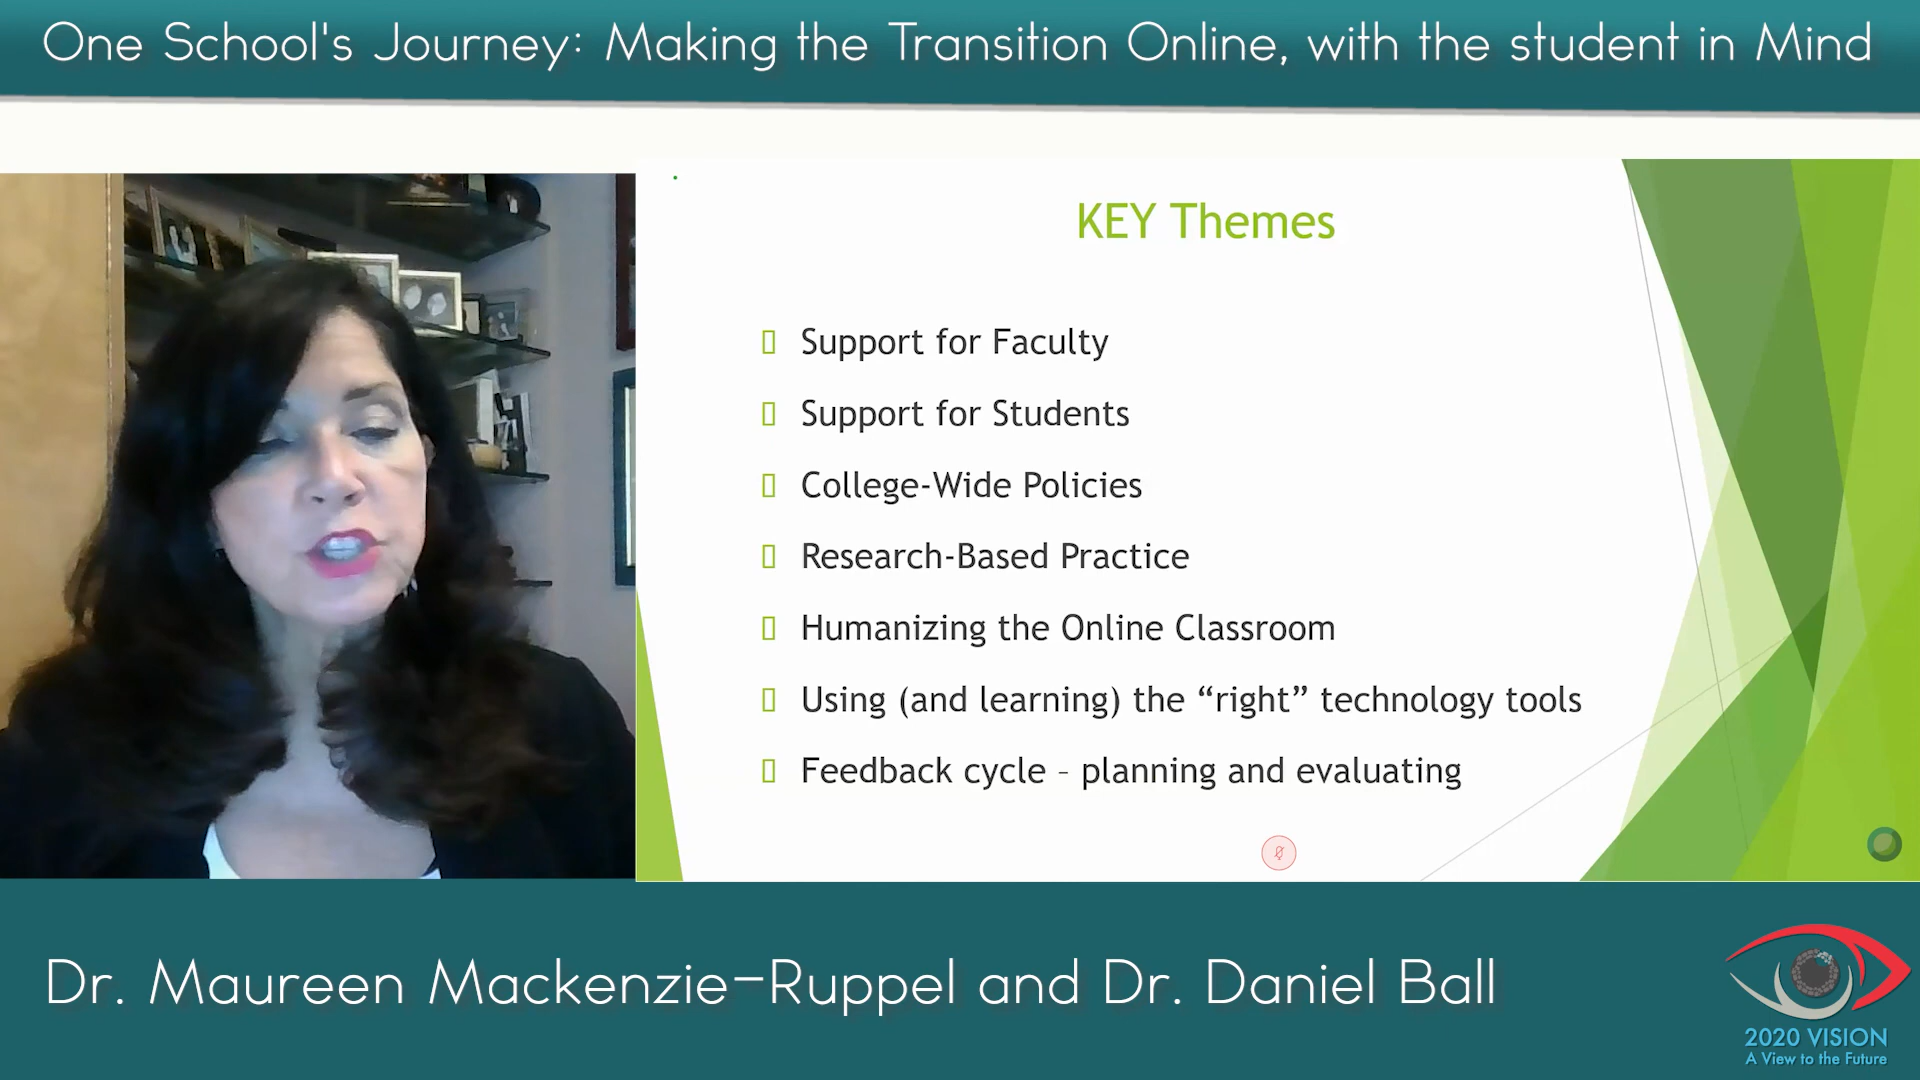 One School's Journey: Making the Transition Online, with the student in Mind
KEY Themes
Support for Faculty
Support for Students
College-Wide Policies
Research-Based Practice
Humanizing the Online Classroom
Using (and learning) the “right” technology tools
Feedback cycle – planning and evaluating
Dr. Maureen Mackenzie-Ruppel and Dr. Daniel Ball
2020 VISION
A View to the Future